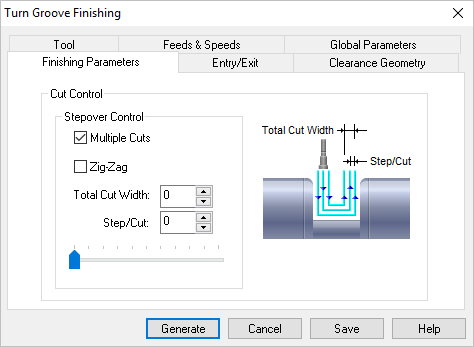 Turn Groove Finishing
Tool Feeds & Speeds Global Parameters
Finishing Parameters Entry/Exit Clearance Geometry
Cut Control
Stepover Control
Multiple Cuts
Zig-Zag
Total Cut Width: 0
Step/Cut: 0
Total Cut Width
Step/Cut
Generate Cancel Save Help